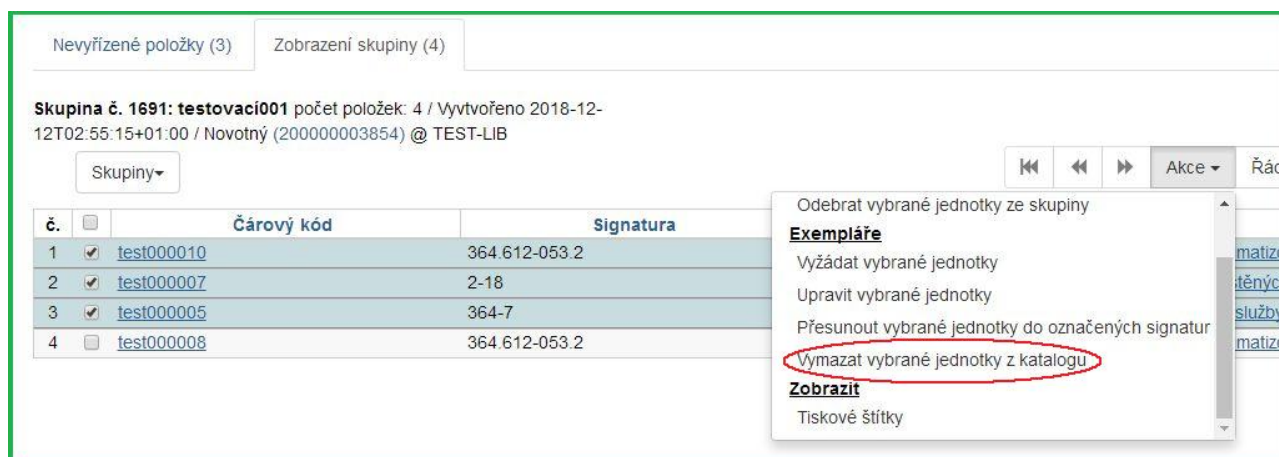 Nevyřízené položky (3) Zobrazení skupiny (4)
Skupina č. 1691: testovací001 počet položek: 4 / Vyvtvořeno 2018-12-
12T02:55:15+01:00 / Novotný (200000003854) @ TEST-LIB
Skupiny Akce
č. Čárový kód Signatura
1 test000010 364.612-053.2
2 test000007 2-18
3 test000005 364-7
4 test000008 364.612-053.2
Odebrat vybrané jednotky ze skupiny
Exempláře
Vyžádat vybrané jednotky
Upravit vybrané jednotky
Přesunout vybrané jednotky do označených signatur
Vymazat vybrané jednotky z katalogu
Zobrazit
Tiskové štítky